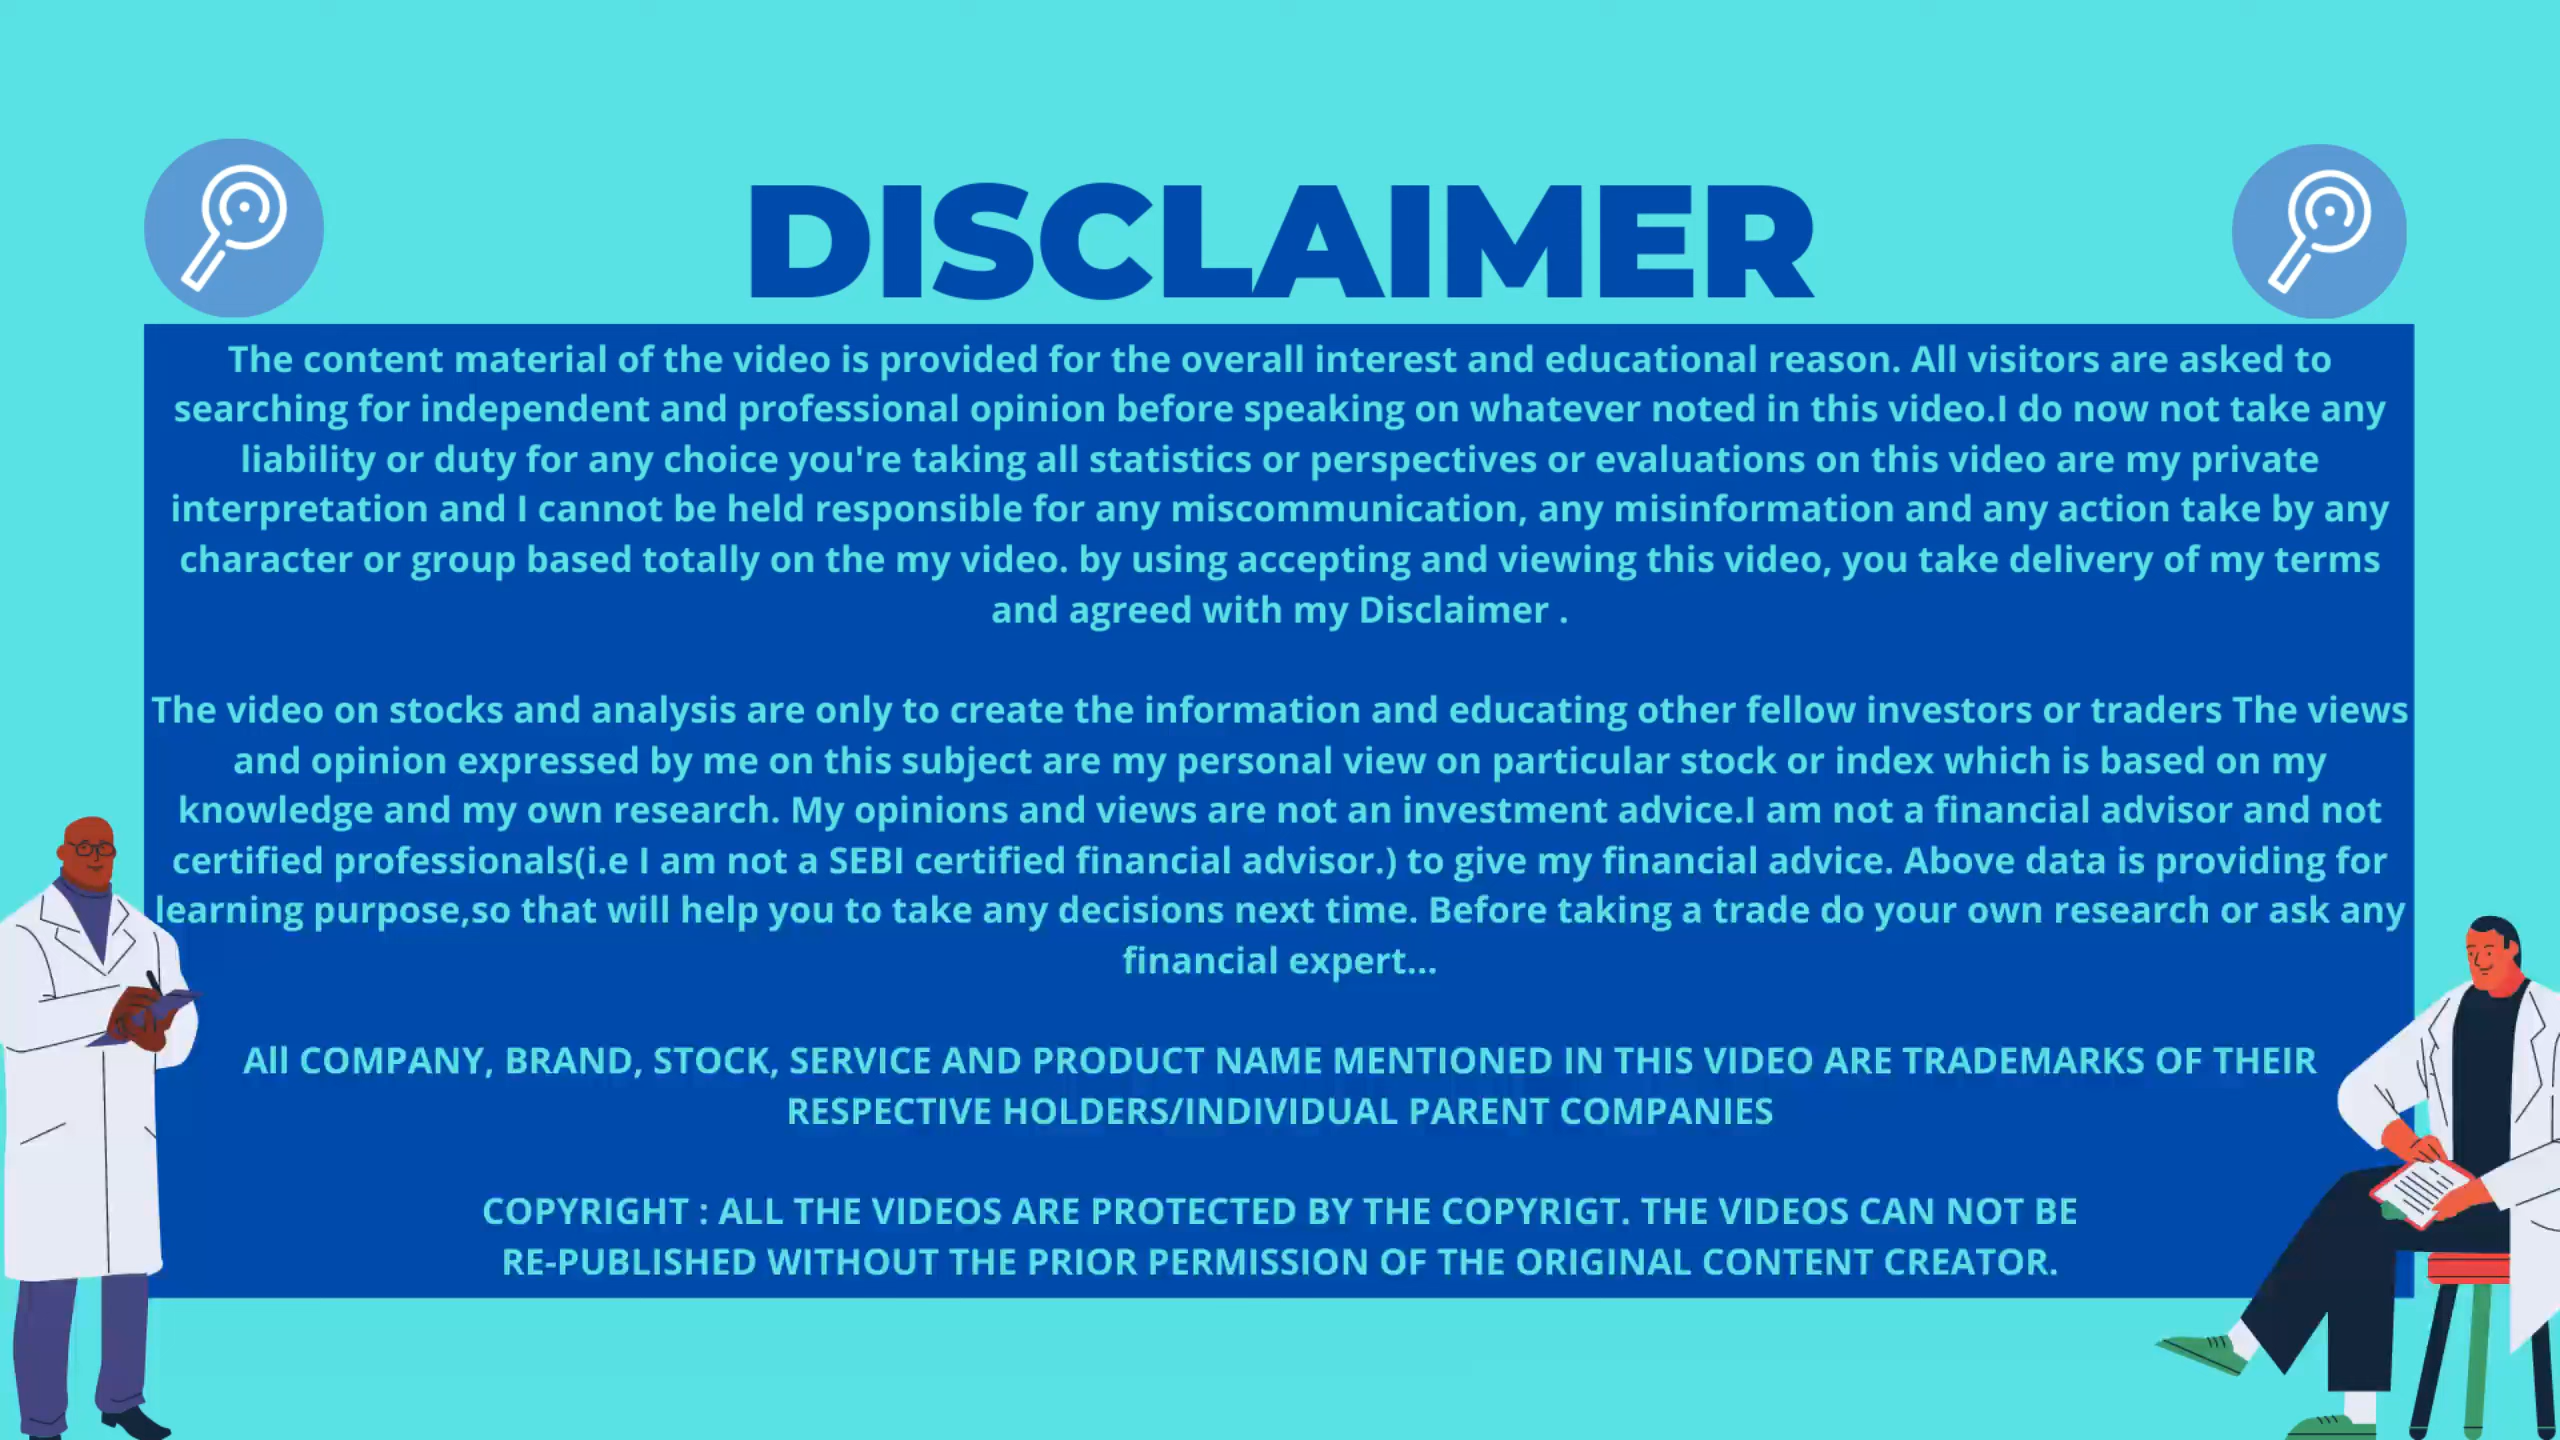 DISCLAIMER
The content material of the video is provided for the overall interest and educational reason. All visitors are asked to
searching for independent and professional opinion before speaking on whatever noted in this video.I do now not take any
liability or duty for any choice you're taking all statistics or perspectives or evaluations on this video are my private
interpretation and I cannot be held responsible for any miscommunication, any misinformation and any action take by any
character or group based totally on the my video. by using accepting and viewing this video, you take delivery of my terms
and agreed with my Disclaimer .
The video on stocks and analysis are only to create the information and educating other fellow investors or traders The views
and opinion expressed by me on this subject are my personal view on particular stock or index which is based on my
knowledge and my own research. My opinions and views are not an investment advice.I am not a financial advisor and not
certified professionals(i.e I am not a SEBI certified financial advisor.) to give my financial advice. Above data is providing for
learning purpose,so that will help you to take any decisions next time. Before taking a trade do your own research or ask any
financial expert...
All COMPANY, BRAND, STOCK, SERVICE AND PRODUCT NAME MENTIONED IN THIS VIDEO ARE TRADEMARKS OF THEIR
RESPECTIVE HOLDERS/INDIVIDUAL PARENT COMPANIES
COPYRIGHT : ALL THE VIDEOS ARE PROTECTED BY THE COPYRIGT. THE VIDEOS CAN NOT BE
RE-PUBLISHED WITHOUT THE PRIOR PERMISSION OF THE ORIGINAL CONTENT CREATOR.